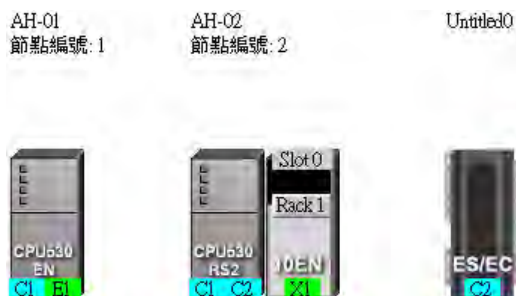 AH-01
節點編號: 1
CPU530
EN
C1 E1
AH-02
節點編號: 2
CPU530
RS2
C1 C2
Slot 0
Rack 1
10EN
X1
Untitled0
ES/EC
C2